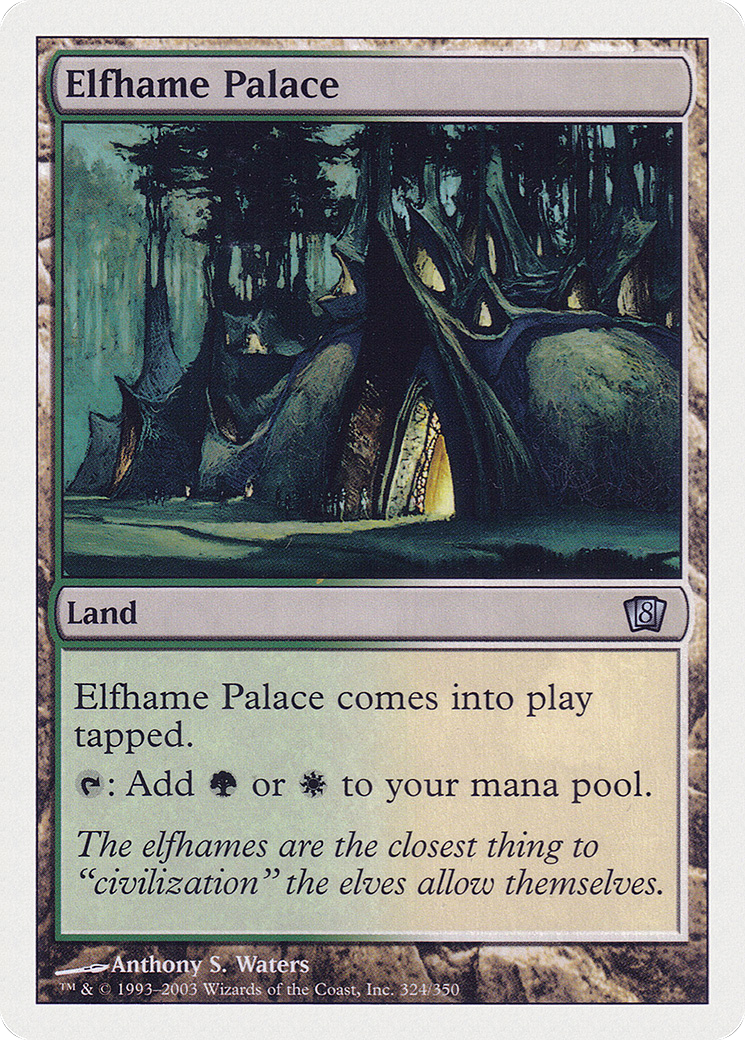 Elfhame Palace
Land
8
Elfhame Palace comes into play
tapped.
: Add or to your mana pool.
The elfhames are the closest thing to
“civilization” the elves allow themselves.
Anthony S. Waters
™ & © 1993–2003 Wizards of the Coast, Inc. 324/350